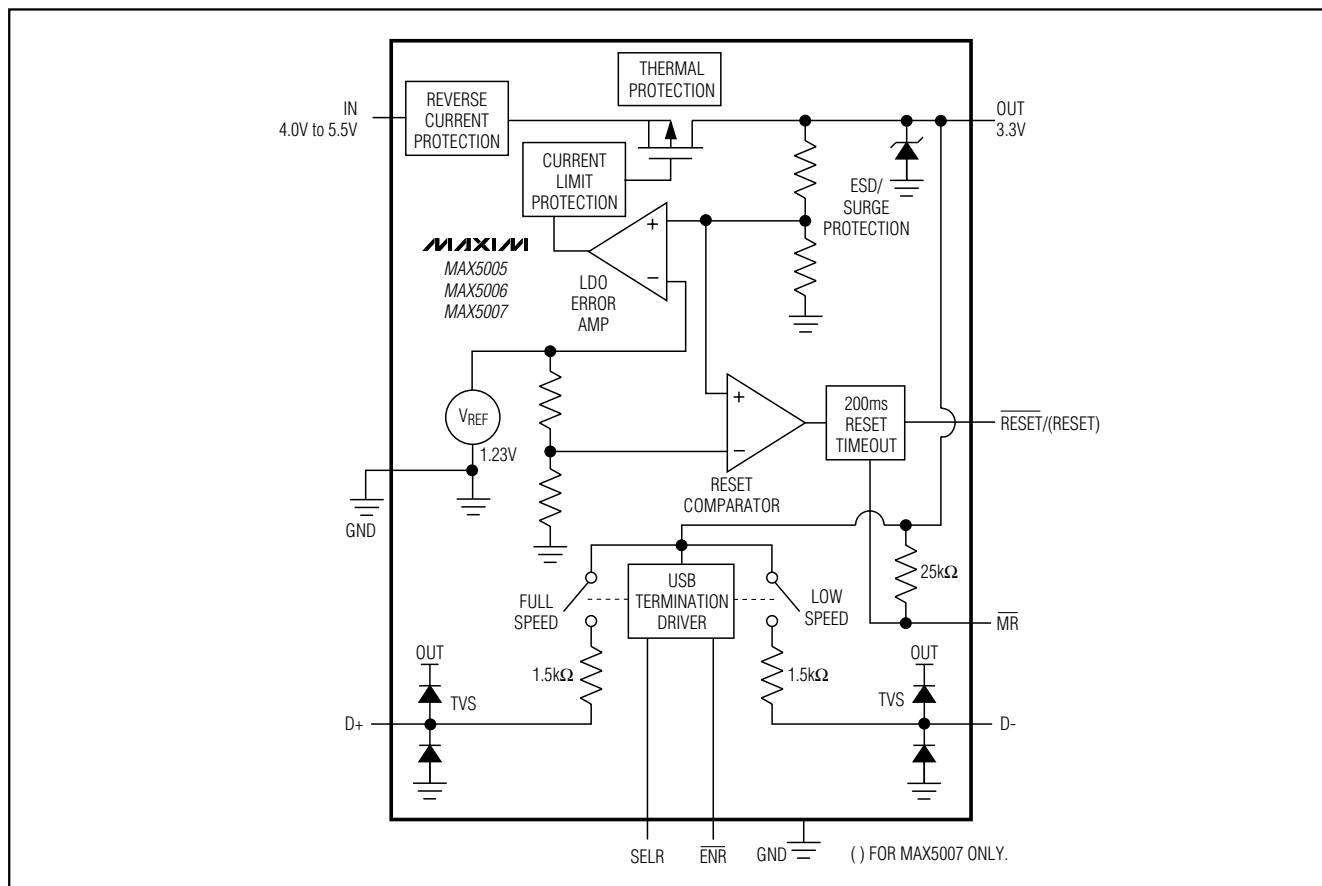 THERMAL
PROTECTION
IN
4.0V to 5.5V
REVERSE
CURRENT
PROTECTION
OUT
3.3V
CURRENT
LIMIT
PROTECTION
ESD/
SURGE
PROTECTION
MAXIM
MAX5005
MAX5006
MAX5007
+
−
LDO
ERROR
AMP
VREF
1.23V
GND
+
−
RESET
COMPARATOR
200ms
RESET
TIMEOUT
RESET/(RESET)
FULL
SPEED
USB
TERMINATION
DRIVER
LOW
SPEED
25kΩ
MR
OUT
TVS
1.5kΩ
1.5kΩ
OUT
TVS
D+
D-
SELR
ENR
GND
( ) FOR MAX5007 ONLY.